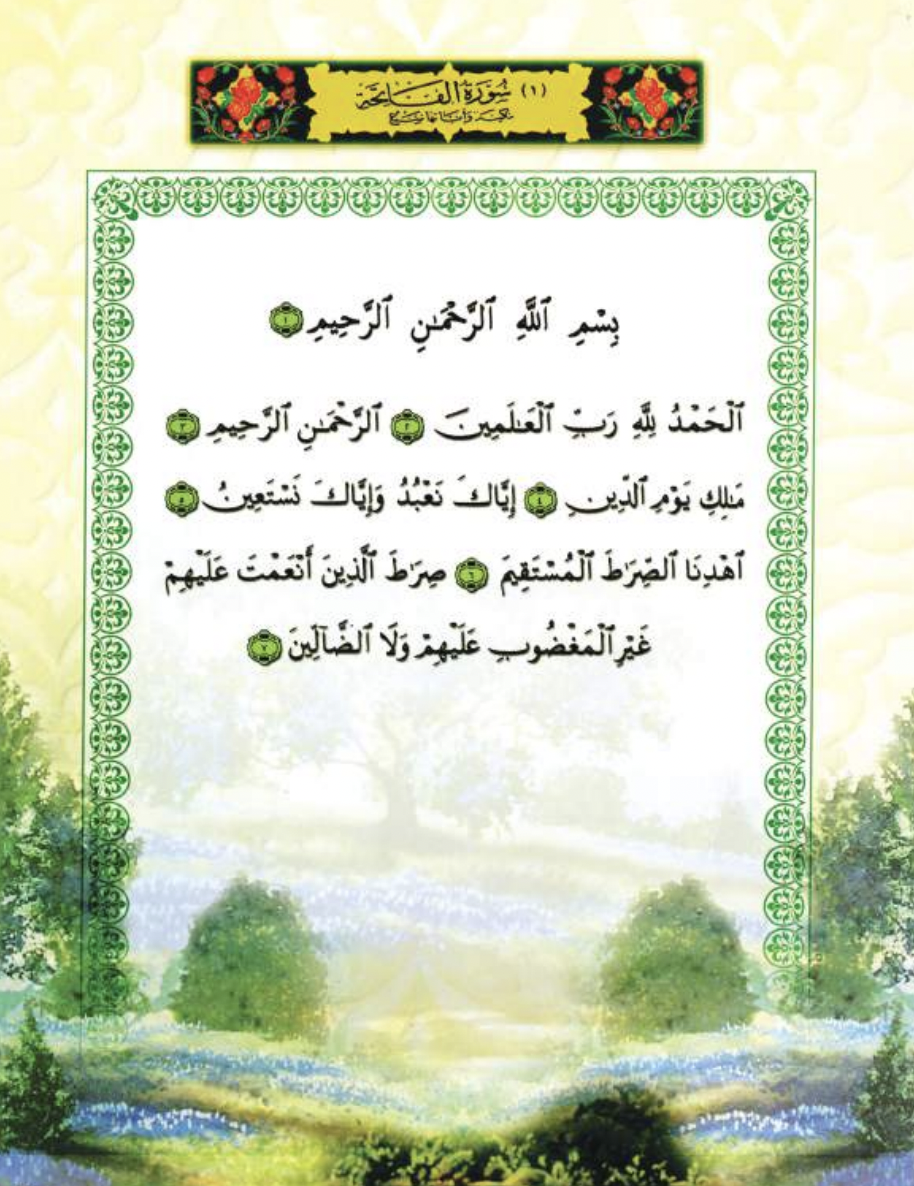 (١) سُورَةُ الفَاتِحَةِ
مكيّة وآياتها سبع
بِسْمِ ٱللَّهِ ٱلرَّحْمَـٰنِ ٱلرَّحِيمِ ١
ٱلْحَمْدُ لِلَّهِ رَبِّ ٱلْعَـٰلَمِينَ ٢ ٱلرَّحْمَـٰنِ ٱلرَّحِيمِ ٣
مَـٰلِكِ يَوْمِ ٱلدِّينِ ٤ إِيَّاكَ نَعْبُدُ وَإِيَّاكَ نَسْتَعِينُ ٥
ٱهْدِنَا ٱلصِّرَٰطَ ٱلْمُسْتَقِيمَ ٦ صِرَٰطَ ٱلَّذِينَ أَنْعَمْتَ عَلَيْهِمْ
غَيْرِ ٱلْمَغْضُوبِ عَلَيْهِمْ وَلَا ٱلضَّآلِّينَ ٧